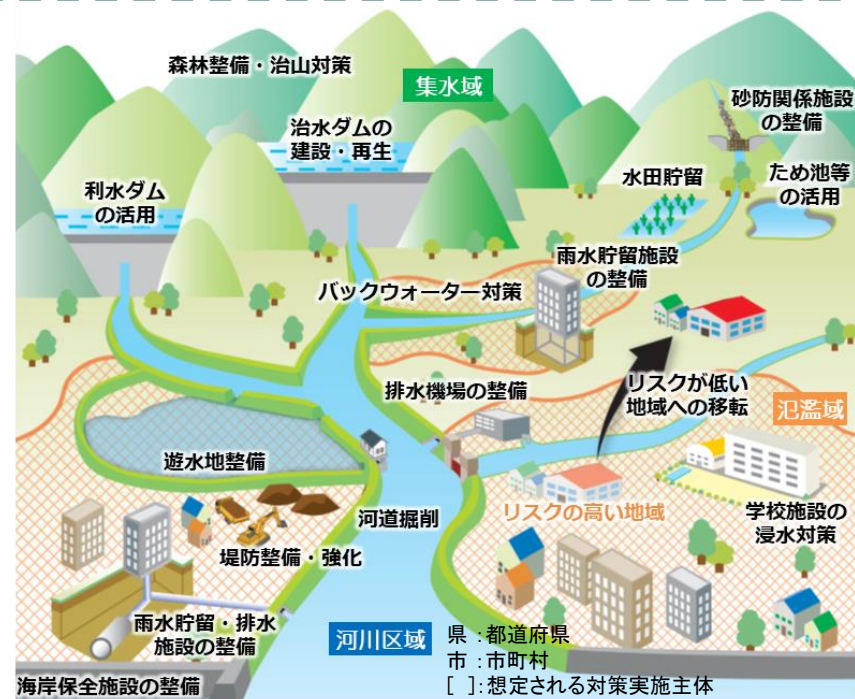 森林整備・治山対策
集水域
砂防関係施設
の整備
治水ダムの
建設・再生
水田貯留
ため池等
の活用
利水ダム
の活用
雨水貯留施設
の整備
バックウォーター対策
排水機場の整備
リスクが低い
地域への移転
氾濫域
遊水地整備
河道掘削
リスクの高い地域
学校施設の
浸水対策
堤防整備・強化
雨水貯留・排水
施設の整備
河川区域
県 :都道府県
市 :市町村
[ ]:想定される対策実施主体
海岸保全施設の整備